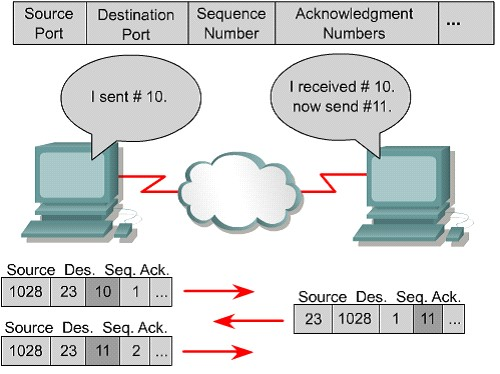 Source Port Destination Port Sequence Number Acknowledgment Numbers ...
I sent # 10.
I received # 10.
now send #11.
Source Des. Seq. Ack.
1028 23 10 1 ...
Source Des. Seq. Ack.
23 1028 1 11 ...
Source Des. Seq. Ack.
1028 23 11 2 ...